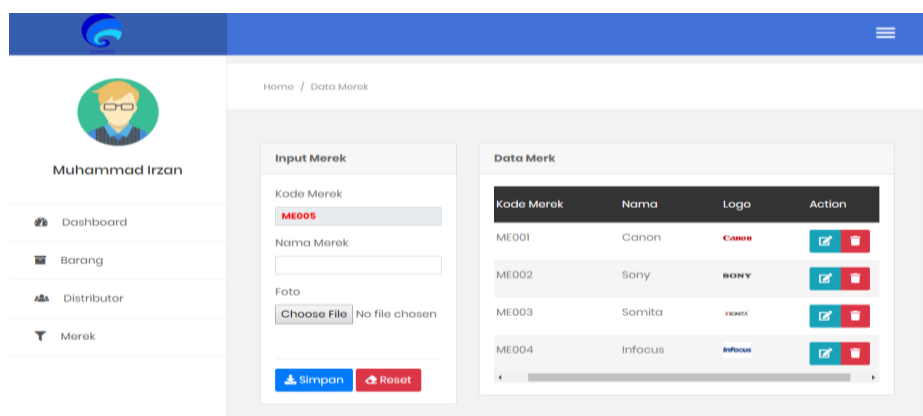 Home / Data Merek
Muhammad Irzan
Dashboard
Barang
Distributor
Merek
Input Merek
Kode Merek
ME005
Nama Merek
Foto
Choose File No file chosen
Simpan Reset
Data Merk
Kode Merek Nama Logo Action
ME001 Canon Canon
ME002 Sony SONY
ME003 Somita SOMITA
ME004 Infocus InFocus